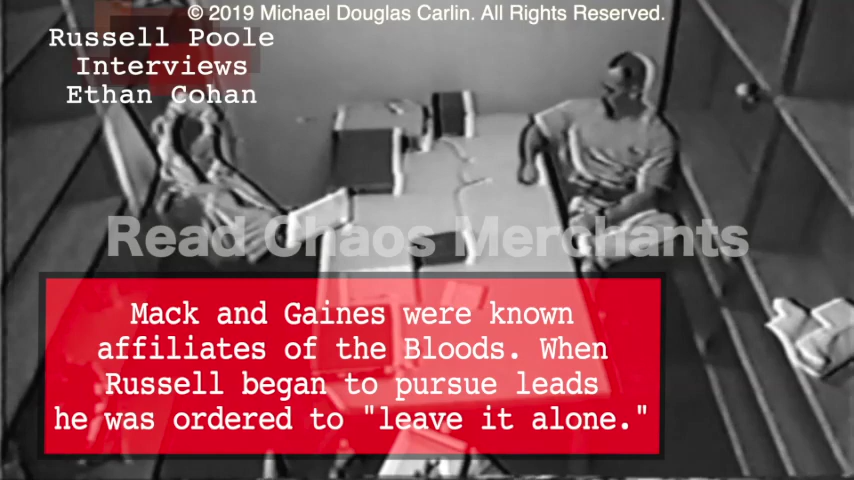 © 2019 Michael Douglas Carlin. All Rights Reserved.
Russell Poole
Interviews
Ethan Cohan
Read Chaos Merchants
Mack and Gaines were known
affiliates of the Bloods. When
Russell began to pursue leads
he was ordered to "leave it alone."